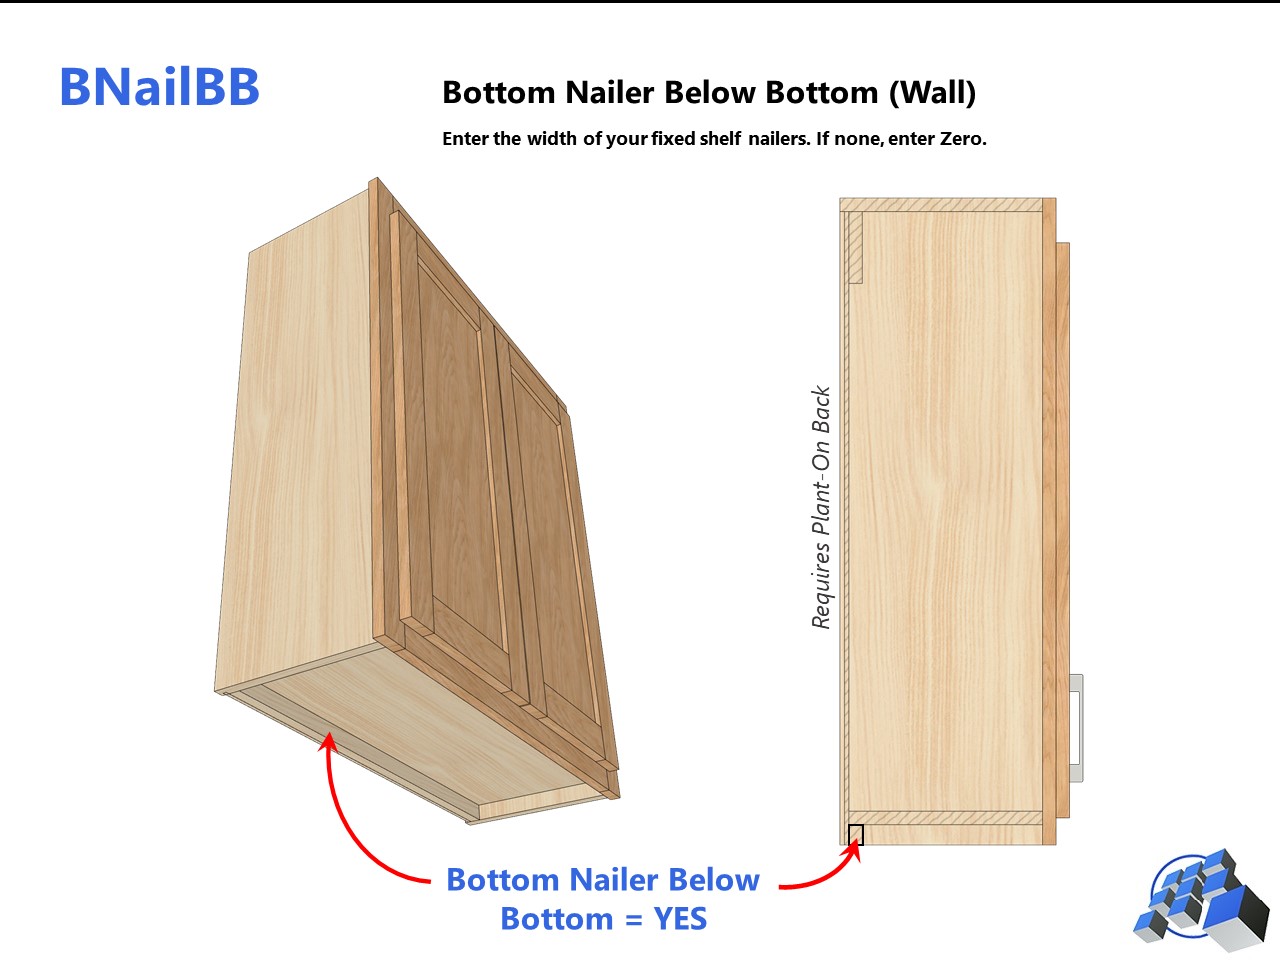 BNailBB
Bottom Nailer Below Bottom (Wall)
Enter the width of your fixed shelf nailers. If none, enter Zero.
Requires Plant-On Back
Bottom Nailer Below
Bottom = YES